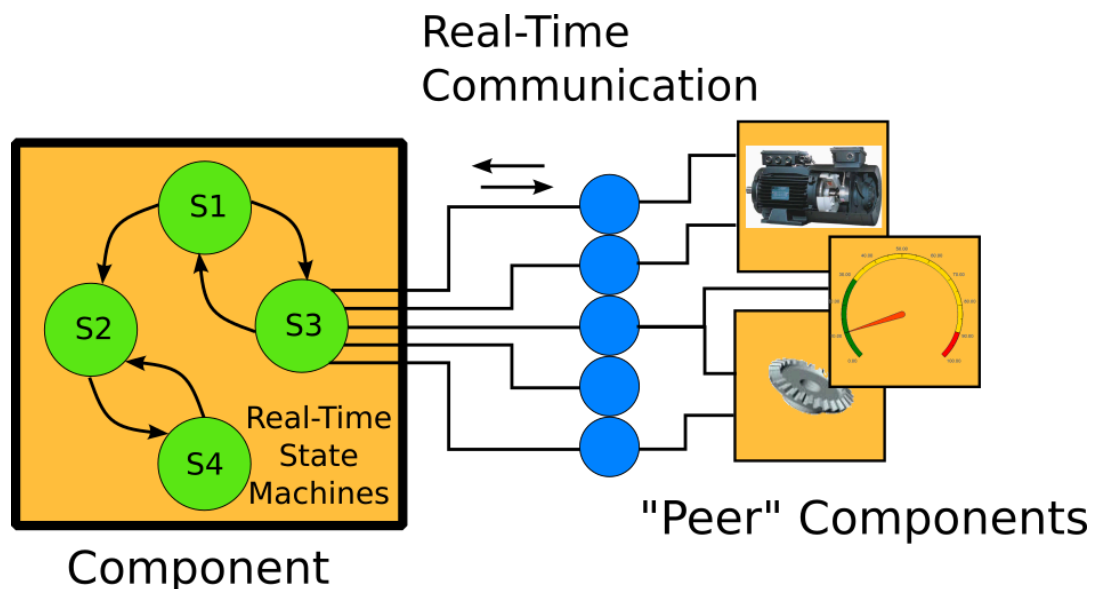 Real-Time
Communication
S1
S2
S3
S4
Real-Time
State
Machines
Component
"Peer" Components